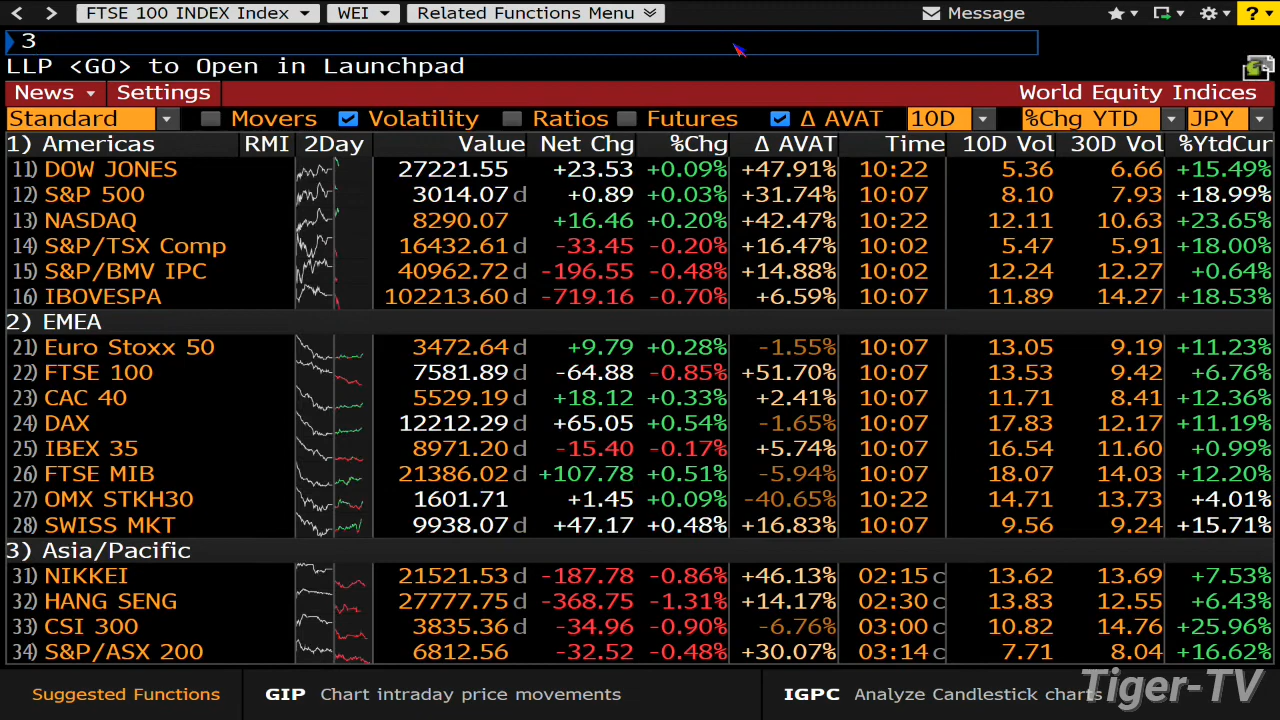 FTSE 100 INDEX Index WEI Related Functions Menu Message ?
3
LLP <GO> to Open in Launchpad
News Settings World Equity Indices
Standard Movers Volatility Ratios Futures Δ AVAT 10D %Chg YTD JPY
1) Americas RMI 2Day Value Net Chg %Chg Δ AVAT Time 10D Vol 30D Vol %YtdCur
11) DOW JONES 27221.55 +23.53 +0.09% +47.91% 10:22 5.36 6.66 +15.49%
12) S&P 500 3014.07 d +0.89 +0.03% +31.74% 10:07 8.10 7.93 +18.99%
13) NASDAQ 8290.07 +16.46 +0.20% +42.47% 10:22 12.11 10.63 +23.65%
14) S&P/TSX Comp 16432.61 d -33.45 -0.20% +16.47% 10:02 5.47 5.91 +18.00%
15) S&P/BMV IPC 40962.72 d -196.55 -0.48% +14.88% 10:02 12.24 12.27 +0.64%
16) IBOVESPA 102213.60 d -719.16 -0.70% +6.59% 10:07 11.89 14.27 +18.53%
2) EMEA
21) Euro Stoxx 50 3472.64 d +9.79 +0.28% -1.55% 10:07 13.05 9.19 +11.23%
22) FTSE 100 7581.89 d -64.88 -0.85% +51.70% 10:07 13.53 9.42 +6.76%
23) CAC 40 5529.19 d +18.12 +0.33% +2.41% 10:07 11.71 8.41 +12.36%
24) DAX 12212.29 d +65.05 +0.54% -1.65% 10:07 17.83 12.17 +11.19%
25) IBEX 35 8971.20 d -15.40 -0.17% +5.74% 10:07 16.54 11.60 +0.99%
26) FTSE MIB 21386.02 d +107.78 +0.51% -5.94% 10:07 18.07 14.03 +12.20%
27) OMX STKH30 1601.71 +1.45 +0.09% -40.65% 10:22 14.71 13.73 +4.01%
28) SWISS MKT 9938.07 d +47.17 +0.48% +16.83% 10:07 9.56 9.24 +15.71%
3) Asia/Pacific
31) NIKKEI 21521.53 d -187.78 -0.86% +46.13% 02:15 c 13.62 13.69 +7.53%
32) HANG SENG 27777.75 d -368.75 -1.31% +14.17% 02:30 c 13.83 12.55 +6.43%
33) CSI 300 3835.36 d -34.96 -0.90% -6.76% 03:00 c 10.82 14.76 +25.96%
34) S&P/ASX 200 6812.56 -32.52 -0.48% +30.07% 03:14 c 7.71 8.04 +16.62%
Suggested Functions GIP Chart intraday price movements IGPC Analyze Candlestick charts
Tiger-TV